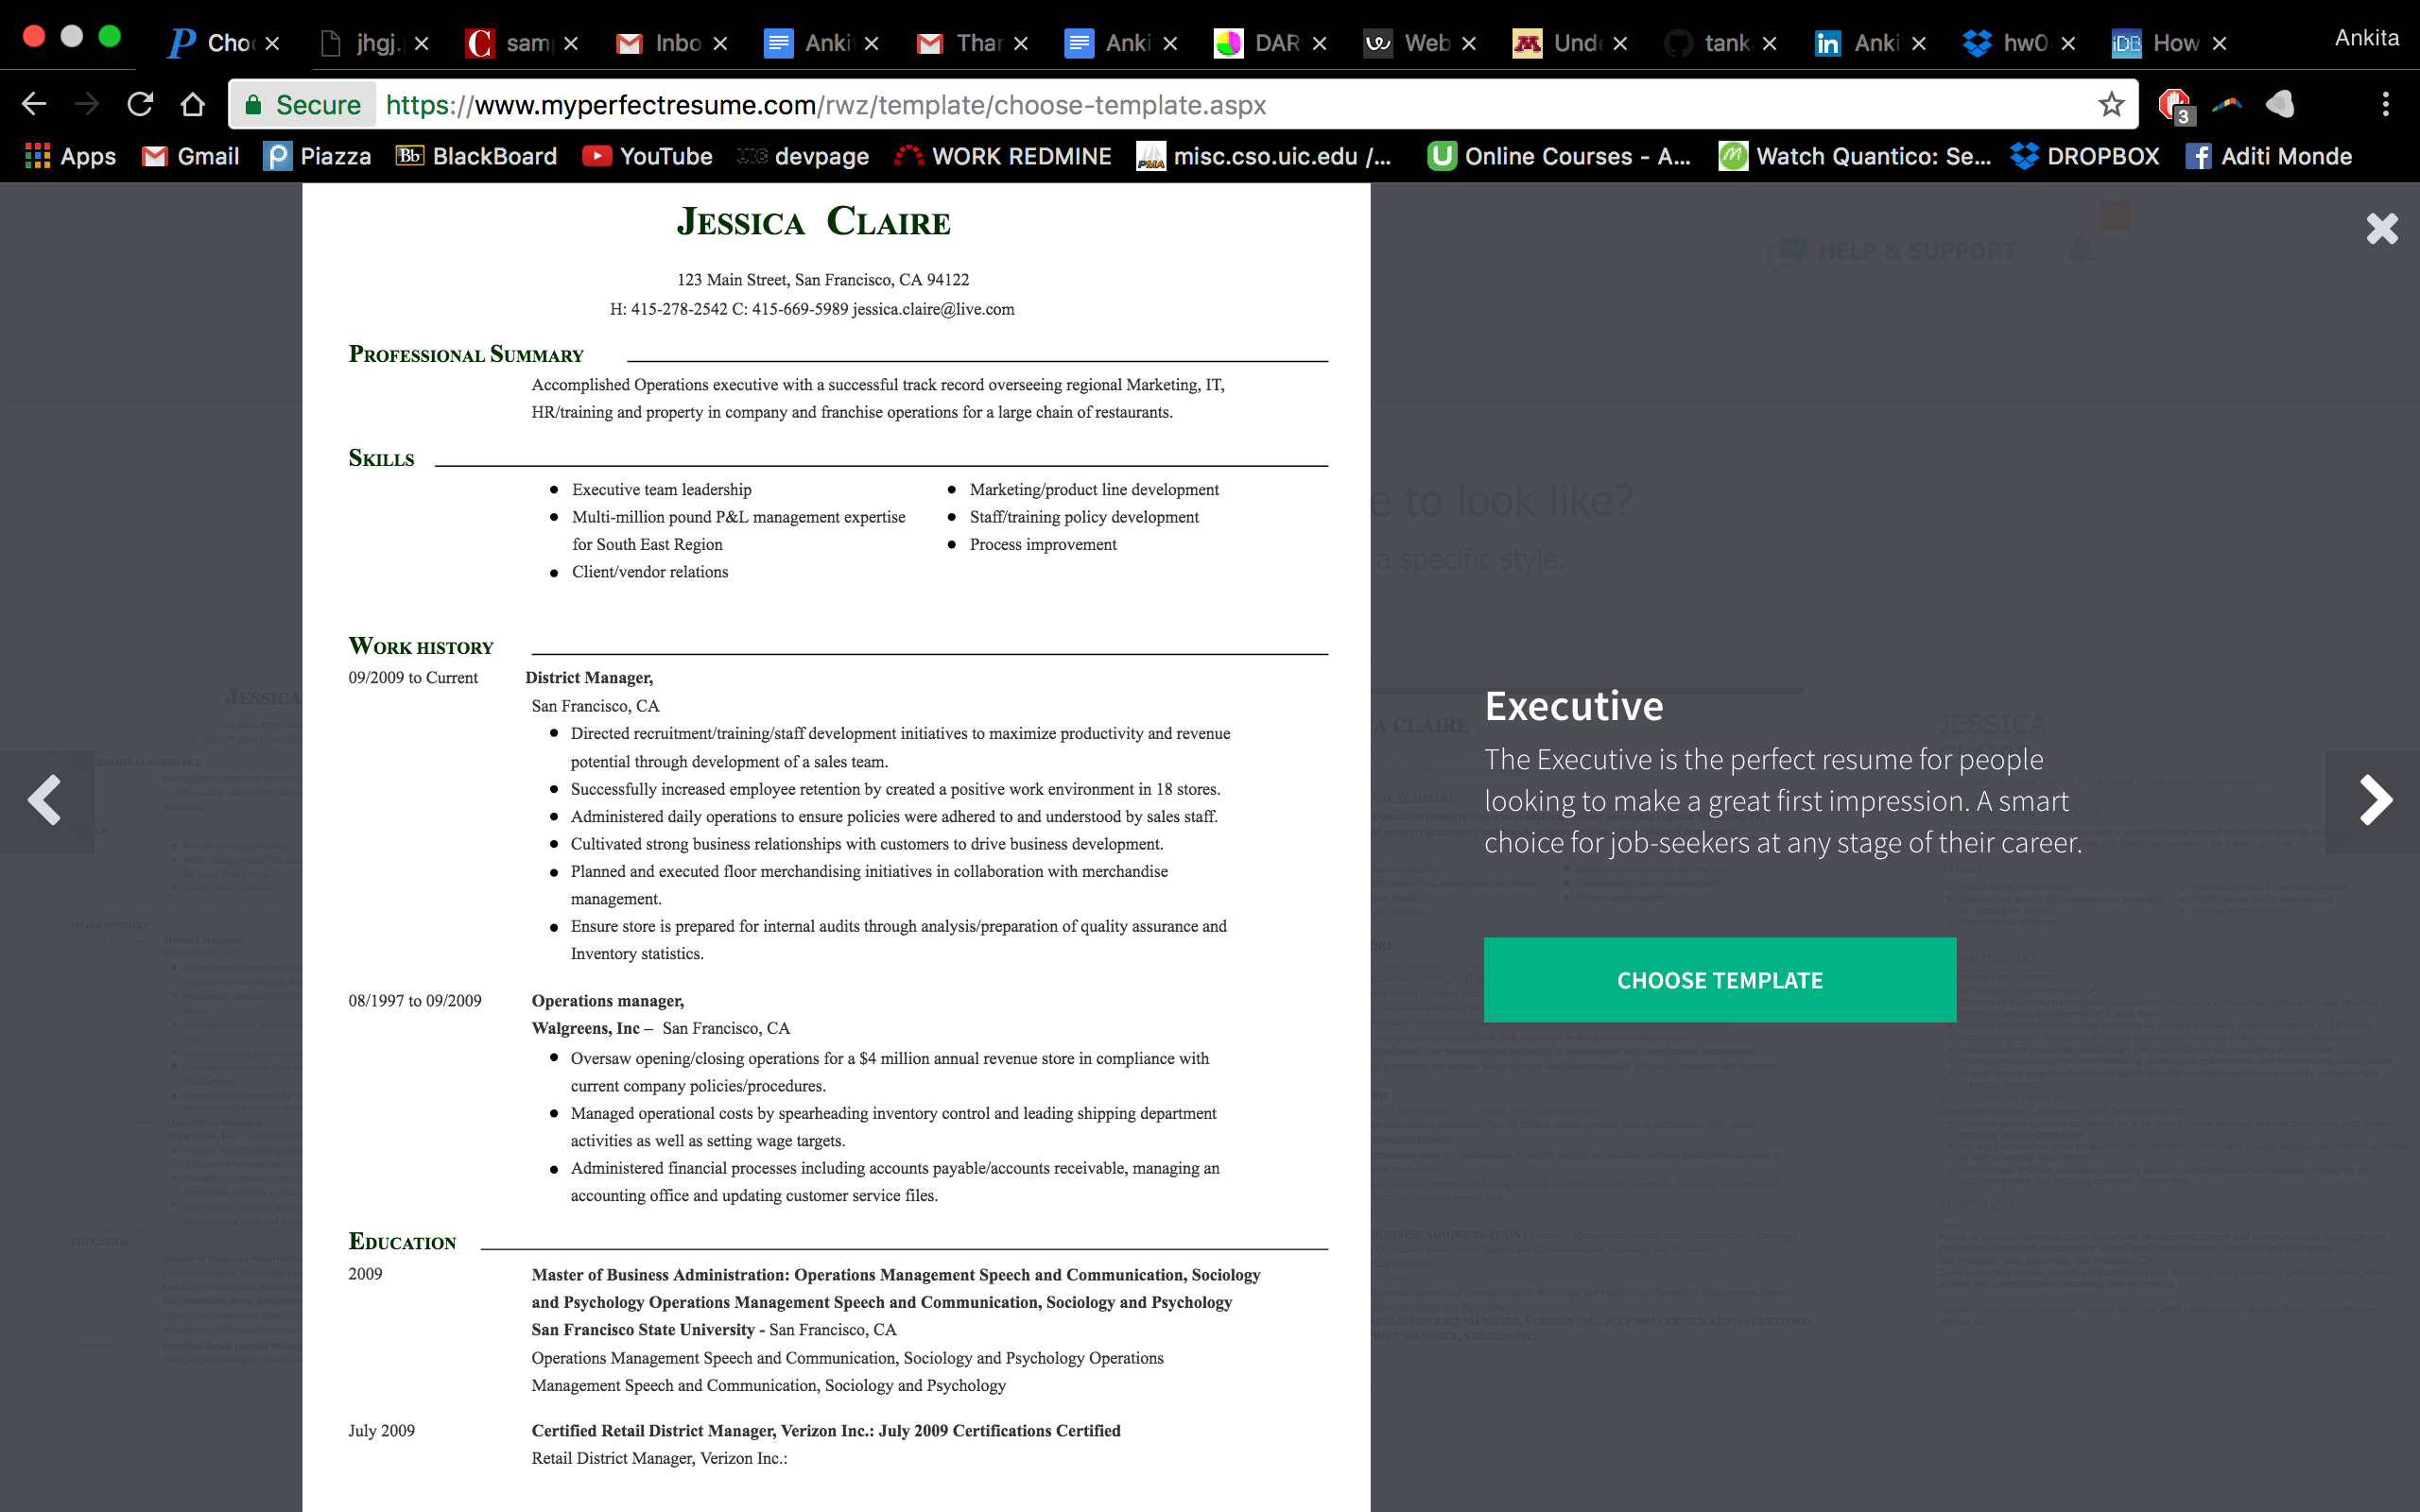 Cho jhgj. sam Inbo Anki Thar Anki DAR Web Und tank Anki hw0 How Ankita
Secure https://www.myperfectresume.com/rwz/template/choose-template.aspx 3
Apps Gmail Piazza BlackBoard YouTube devpage WORK REDMINE misc.cso.uic.edu /... Online Courses - A... Watch Quantico: Se... DROPBOX Aditi Monde
JESSICA CLAIRE
123 Main Street, San Francisco, CA 94122
H: 415-278-2542 C: 415-669-5989 jessica.claire@live.com
PROFESSIONAL SUMMARY
Accomplished Operations executive with a successful track record overseeing regional Marketing, IT,
HR/training and property in company and franchise operations for a large chain of restaurants.
SKILLS
Executive team leadership
Multi-million pound P&L management expertise
for South East Region
Client/vendor relations
Marketing/product line development
Staff/training policy development
Process improvement
WORK HISTORY
09/2009 to Current District Manager,
San Francisco, CA
Directed recruitment/training/staff development initiatives to maximize productivity and revenue
potential through development of a sales team.
Successfully increased employee retention by created a positive work environment in 18 stores.
Administered daily operations to ensure policies were adhered to and understood by sales staff.
Cultivated strong business relationships with customers to drive business development.
Planned and executed floor merchandising initiatives in collaboration with merchandise
management.
Ensure store is prepared for internal audits through analysis/preparation of quality assurance and
Inventory statistics.
08/1997 to 09/2009 Operations manager,
Walgreens, Inc – San Francisco, CA
Oversaw opening/closing operations for a $4 million annual revenue store in compliance with
current company policies/procedures.
Managed operational costs by spearheading inventory control and leading shipping department
activities as well as setting wage targets.
Administered financial processes including accounts payable/accounts receivable, managing an
accounting office and updating customer service files.
EDUCATION
2009 Master of Business Administration: Operations Management Speech and Communication, Sociology
and Psychology Operations Management Speech and Communication, Sociology and Psychology
San Francisco State University - San Francisco, CA
Operations Management Speech and Communication, Sociology and Psychology Operations
Management Speech and Communication, Sociology and Psychology
July 2009 Certified Retail District Manager, Verizon Inc.: July 2009 Certifications Certified
Retail District Manager, Verizon Inc.:
HELP & SUPPORT 2
e to look like?
a specific style.
Executive
The Executive is the perfect resume for people
looking to make a great first impression. A smart
choice for job-seekers at any stage of their career.
CHOOSE TEMPLATE